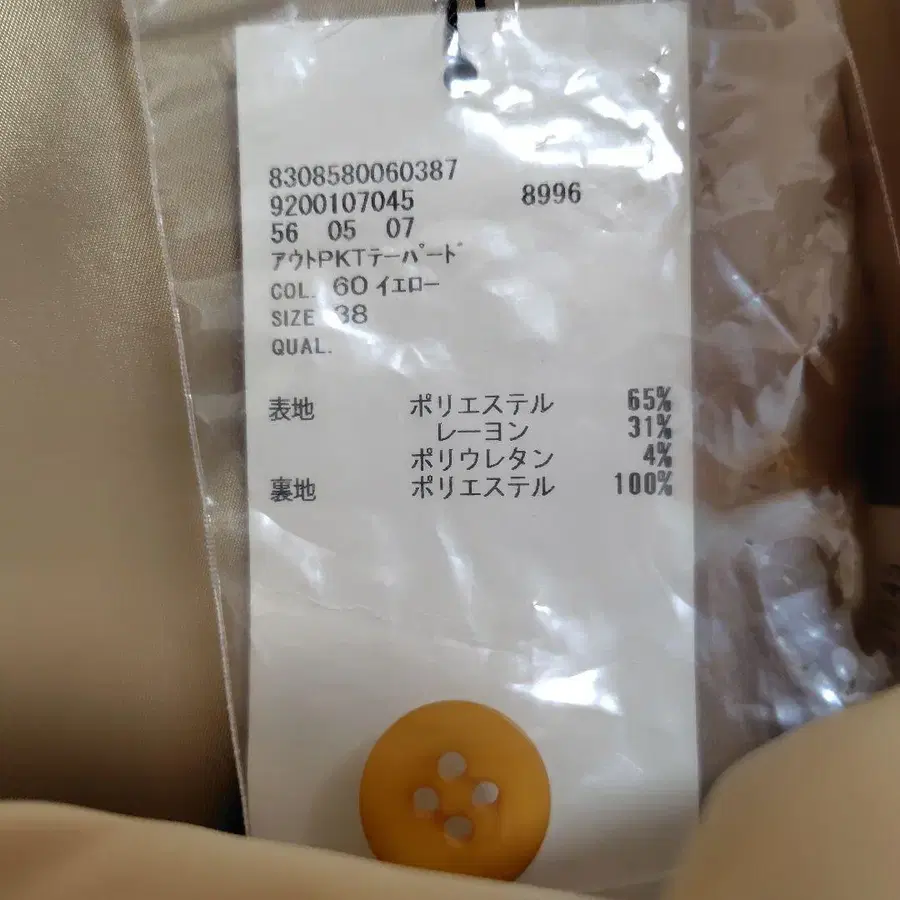 8308580060387
9200107045 8996
56 05 07
アウトPKTテーパード
COL. 60 イエロー
SIZE 38
QUAL.
表地 ポリエステル 65%
レーヨン 31%
ポリウレタン 4%
裏地 ポリエステル 100%